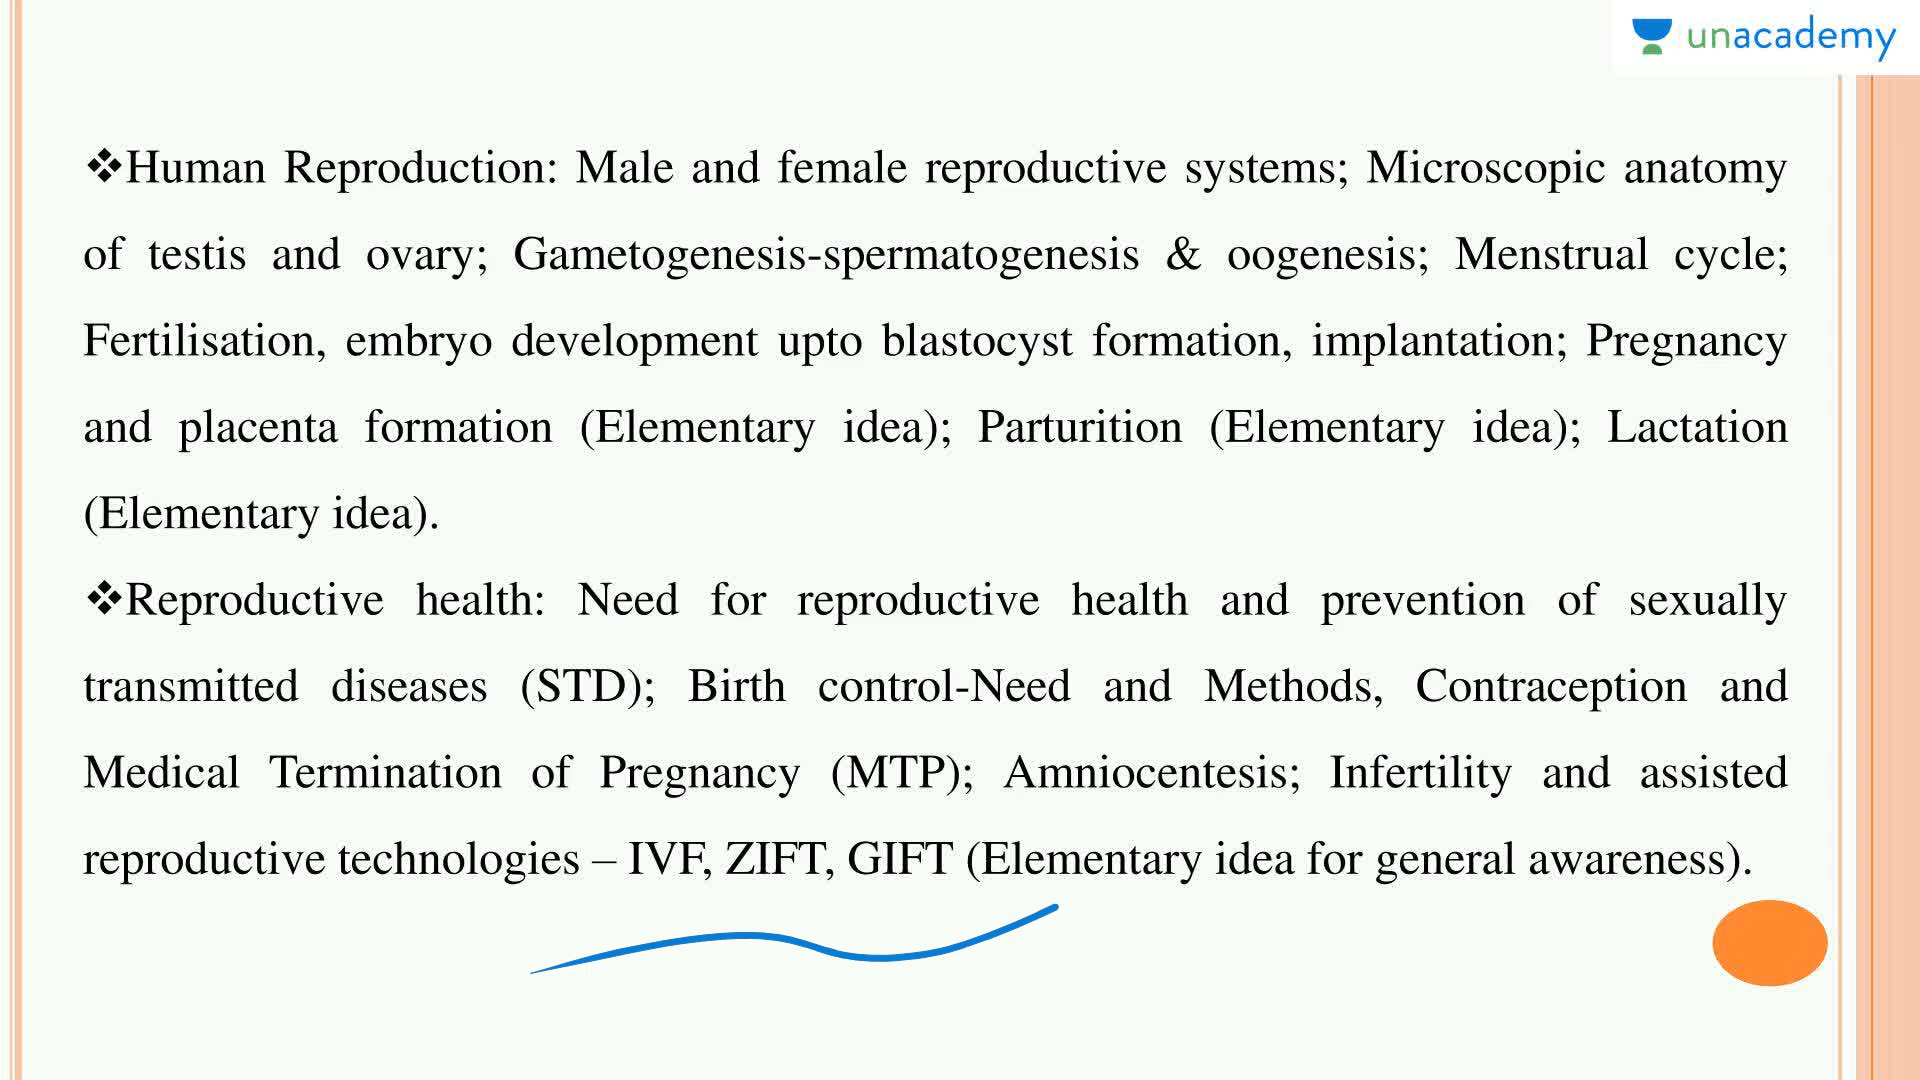 unacademy
❖Human Reproduction: Male and female reproductive systems; Microscopic anatomy
of testis and ovary; Gametogenesis-spermatogenesis & oogenesis; Menstrual cycle;
Fertilisation, embryo development upto blastocyst formation, implantation; Pregnancy
and placenta formation (Elementary idea); Parturition (Elementary idea); Lactation
(Elementary idea).
❖Reproductive health: Need for reproductive health and prevention of sexually
transmitted diseases (STD); Birth control-Need and Methods, Contraception and
Medical Termination of Pregnancy (MTP); Amniocentesis; Infertility and assisted
reproductive technologies – IVF, ZIFT, GIFT (Elementary idea for general awareness).